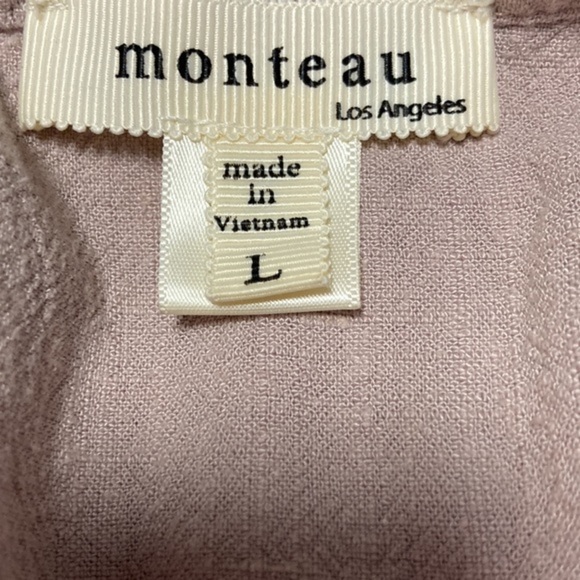 monteau
Los Angeles
made
in
Vietnam
L